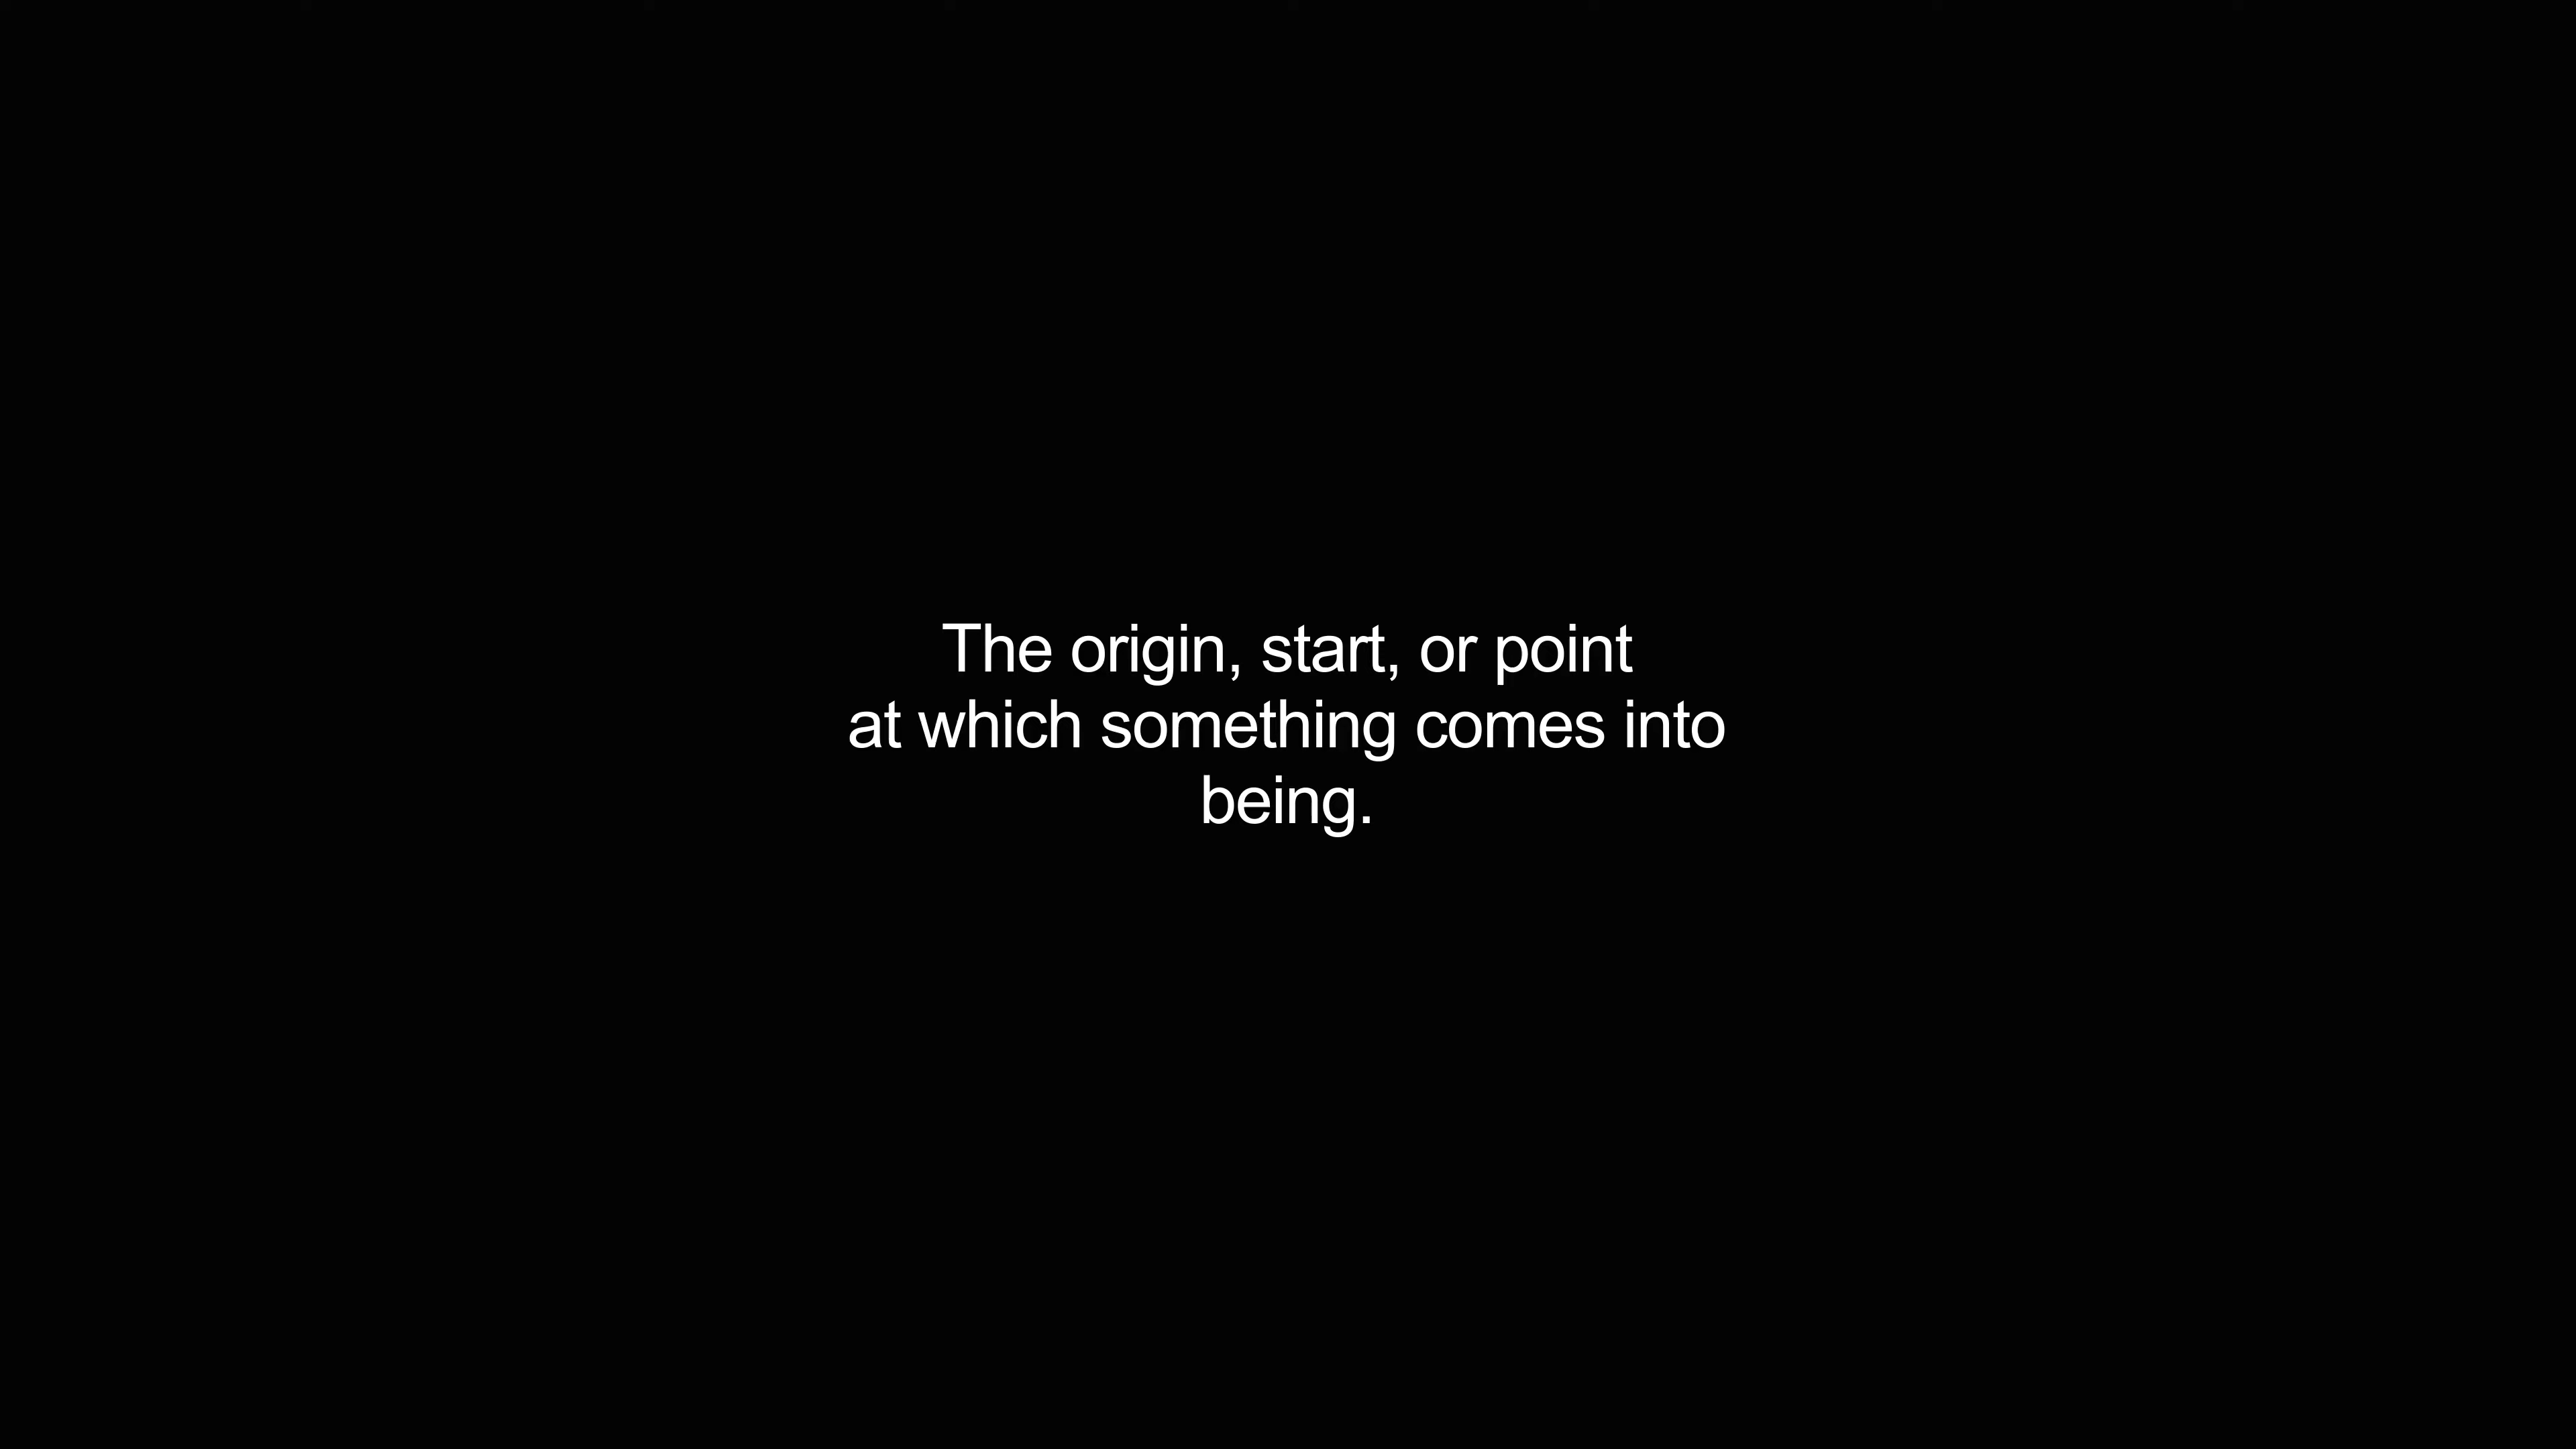 The origin, start, or point
at which something comes into
being.